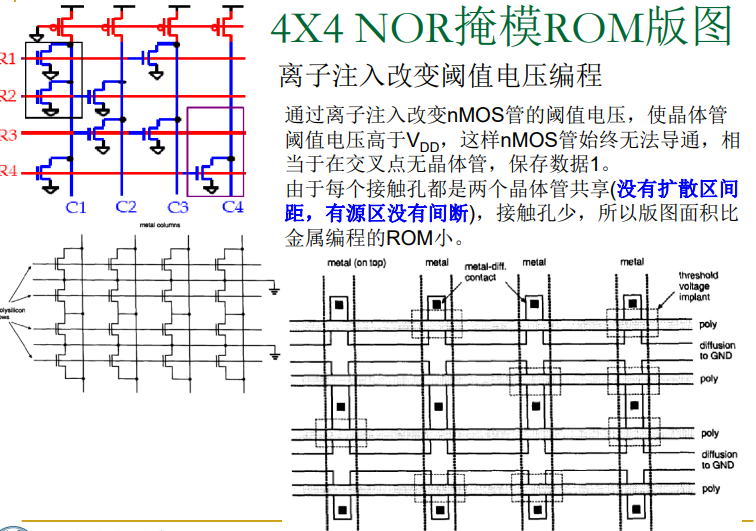 4X4 NOR掩模ROM版图
离子注入改变阈值电压编程
通过离子注入改变nMOS管的阈值电压，使晶体管
阈值电压高于VDD，这样nMOS管始终无法导通，相
当于在交叉点无晶体管，保存数据1。
由于每个接触孔都是两个晶体管共享(没有扩散区间
距，有源区没有间断)，接触孔少，所以版图面积比
金属编程的ROM小。
R1
R2
R3
R4
C1 C2 C3 C4
metal columns
olysilicon
ows
metal (on top) metal metal metal
metal-diff.
contact
threshold
voltage
implant
poly
diffusion
to GND
poly
poly
diffusion
to GND
poly